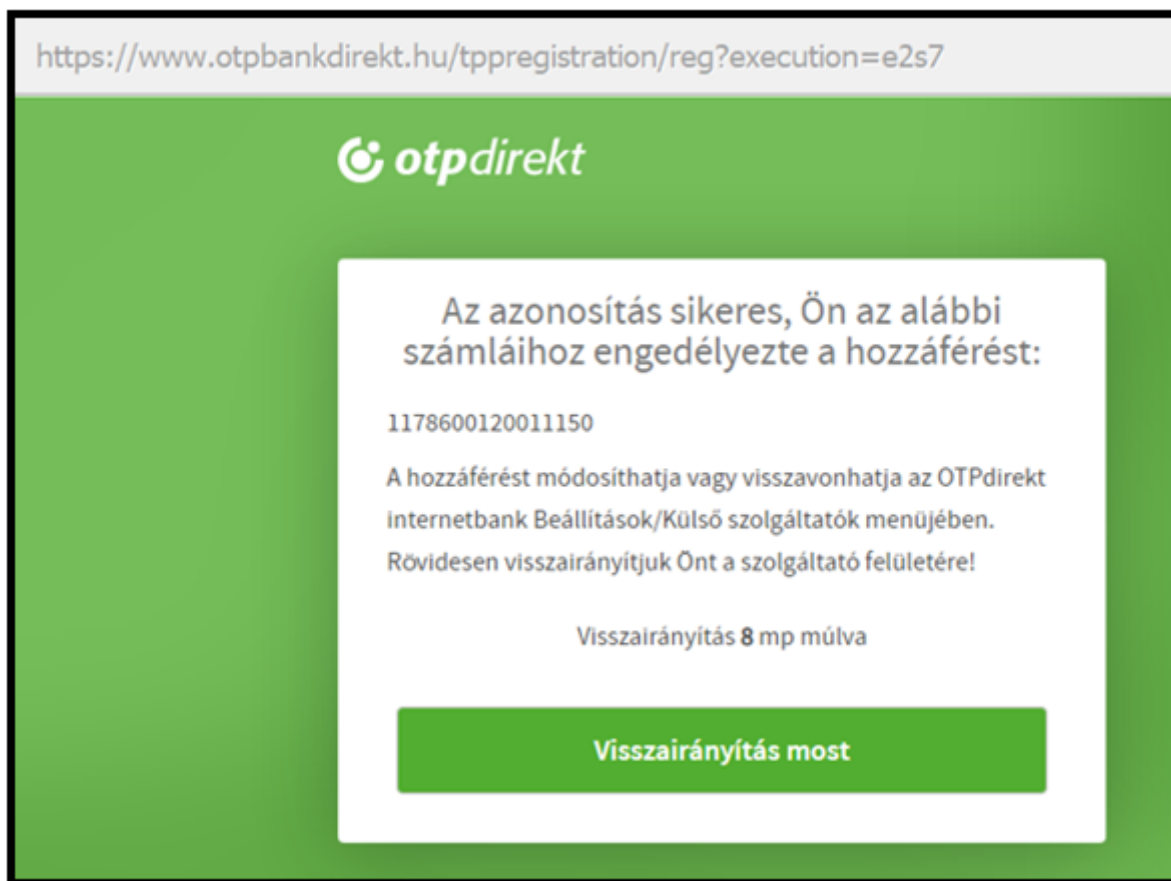 https://www.otpbankdirekt.hu/tppregistration/reg?execution=e2s7
otpdirekt
Az azonosítás sikeres, Ön az alábbi
számláihoz engedélyezte a hozzáférést:
1178600120011150
A hozzáférést módosíthatja vagy visszavonhatja az OTPdirekt
internetbank Beállítások/Külső szolgáltatók menüjében.
Rövidesen visszairányítjuk Önt a szolgáltató felületére!
Visszairányítás 8 mp múlva
Visszairányítás most